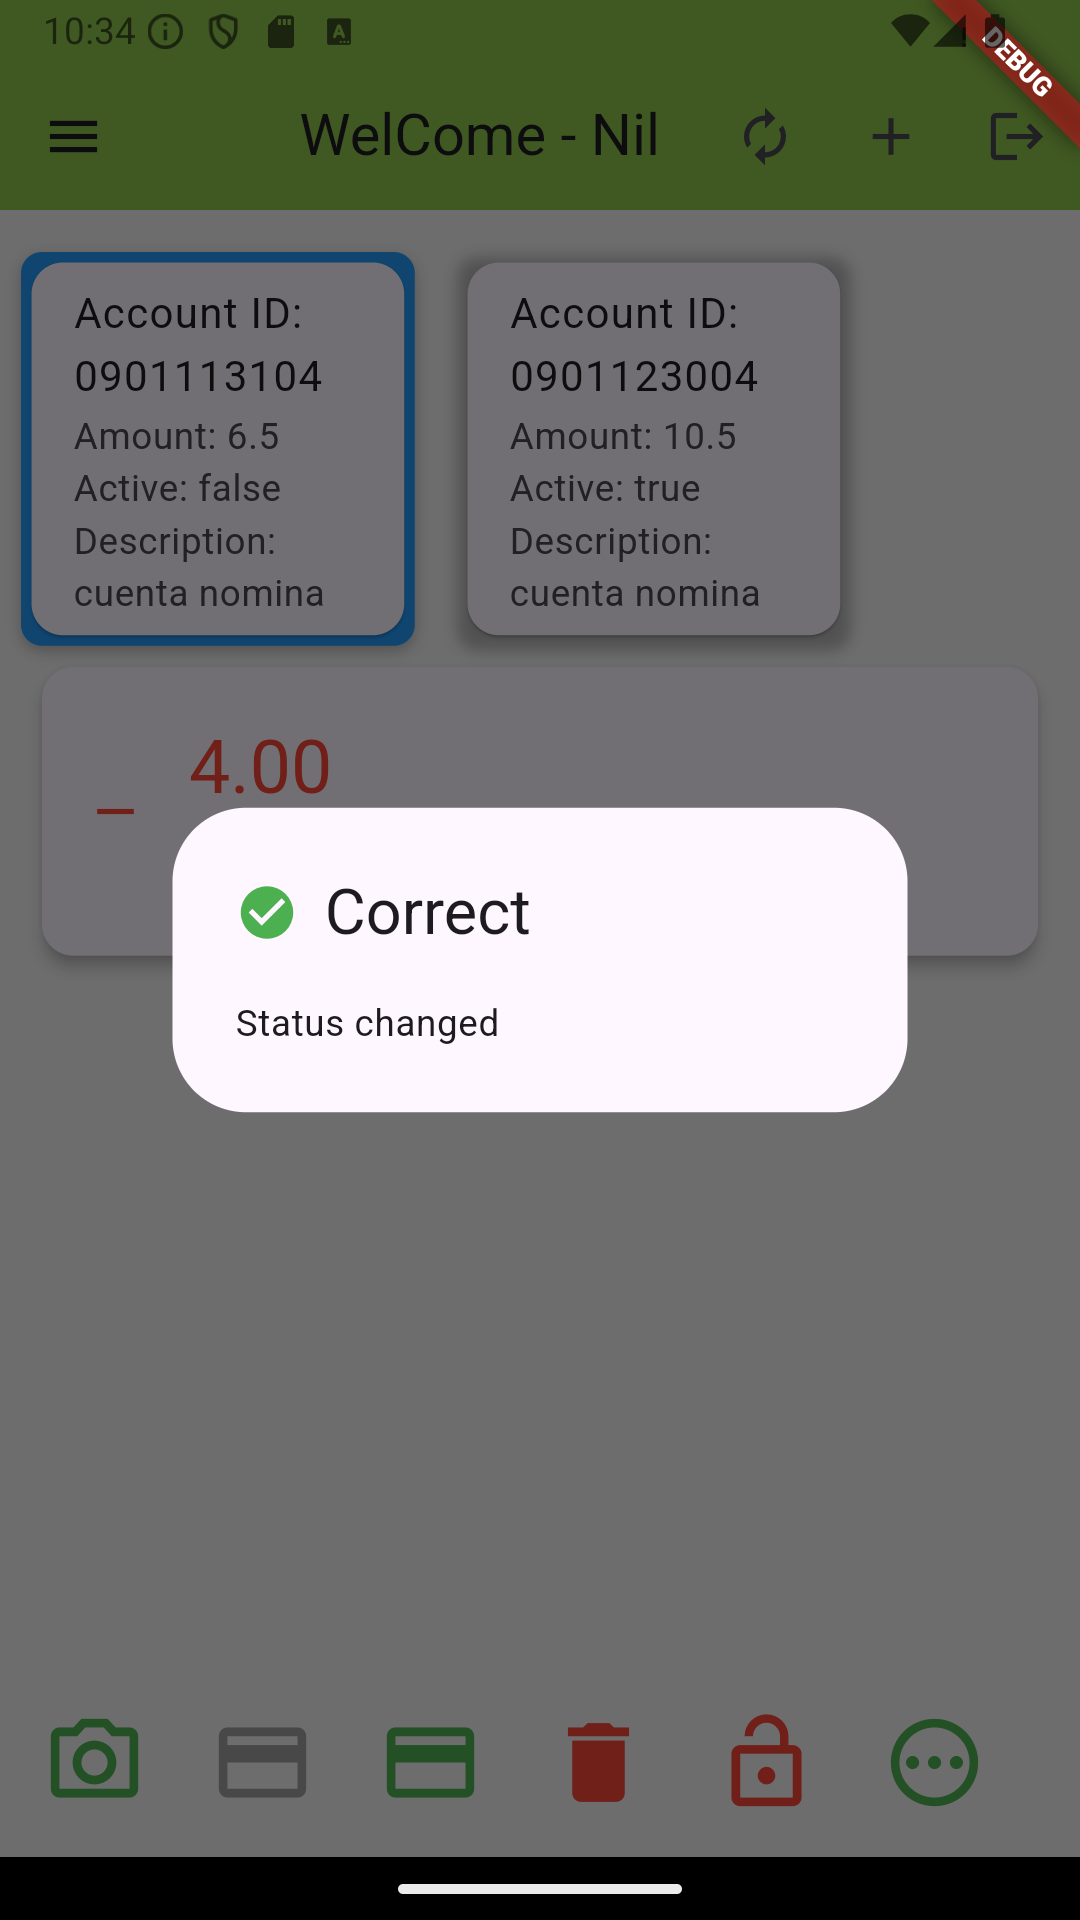 10:34
DEBUG
WelCome - Nil
Account ID:
0901113104
Amount: 6.5
Active: false
Description:
cuenta nomina
Account ID:
0901123004
Amount: 10.5
Active: true
Description:
cuenta nomina
4.00
Correct
Status changed